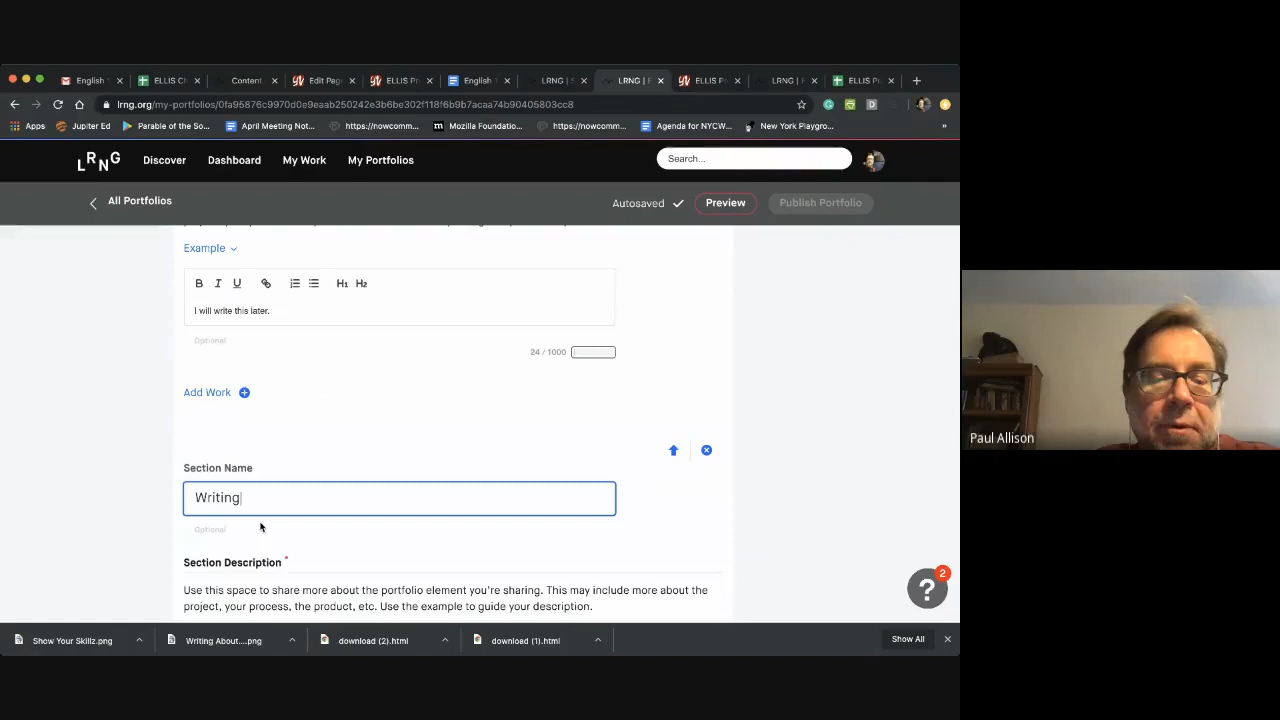 English
ELLIS Ch
Content
Edit Page
ELLIS Pr
English 1
LRNG | S
LRNG | F
ELLIS Po
LRNG | F
ELLIS Po
lrng.org/my-portfolios/0fa95876c9970d0e9eaab250242e3b6be302f118f6b9b7acaa74b90405803cc8
Apps
Jupiter Ed
Parable of the So...
April Meeting Not...
https://nowcomm...
Mozilla Foundatio...
https://nowcomm...
Agenda for NYCW...
New York Playgro...
»
LRNG
Discover
Dashboard
My Work
My Portfolios
Search...
All Portfolios
Autosaved
Preview
Publish Portfolio
Example
B I U H1 H2
I will write this later.
Optional
24 / 1000
Add Work
Section Name
Writing
Optional
Section Description *
Use this space to share more about the portfolio element you're sharing. This may include more about the
project, your process, the product, etc. Use the example to guide your description.
?
2
Show Your Skillz.png
Writing About....png
download (2).html
download (1).html
Show All
Paul Allison